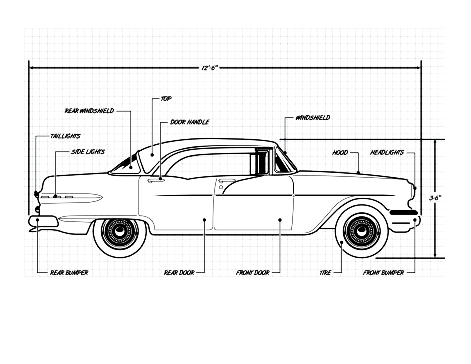 12'-6"
TOP
REAR WINDSHIELD
DOOR HANDLE
WINDSHIELD
TAILLIGHTS
SIDE LIGHTS
HOOD
HEADLIGHTS
3'-6"
REAR BUMPER
REAR DOOR
FRONT DOOR
TIRE
FRONT BUMPER